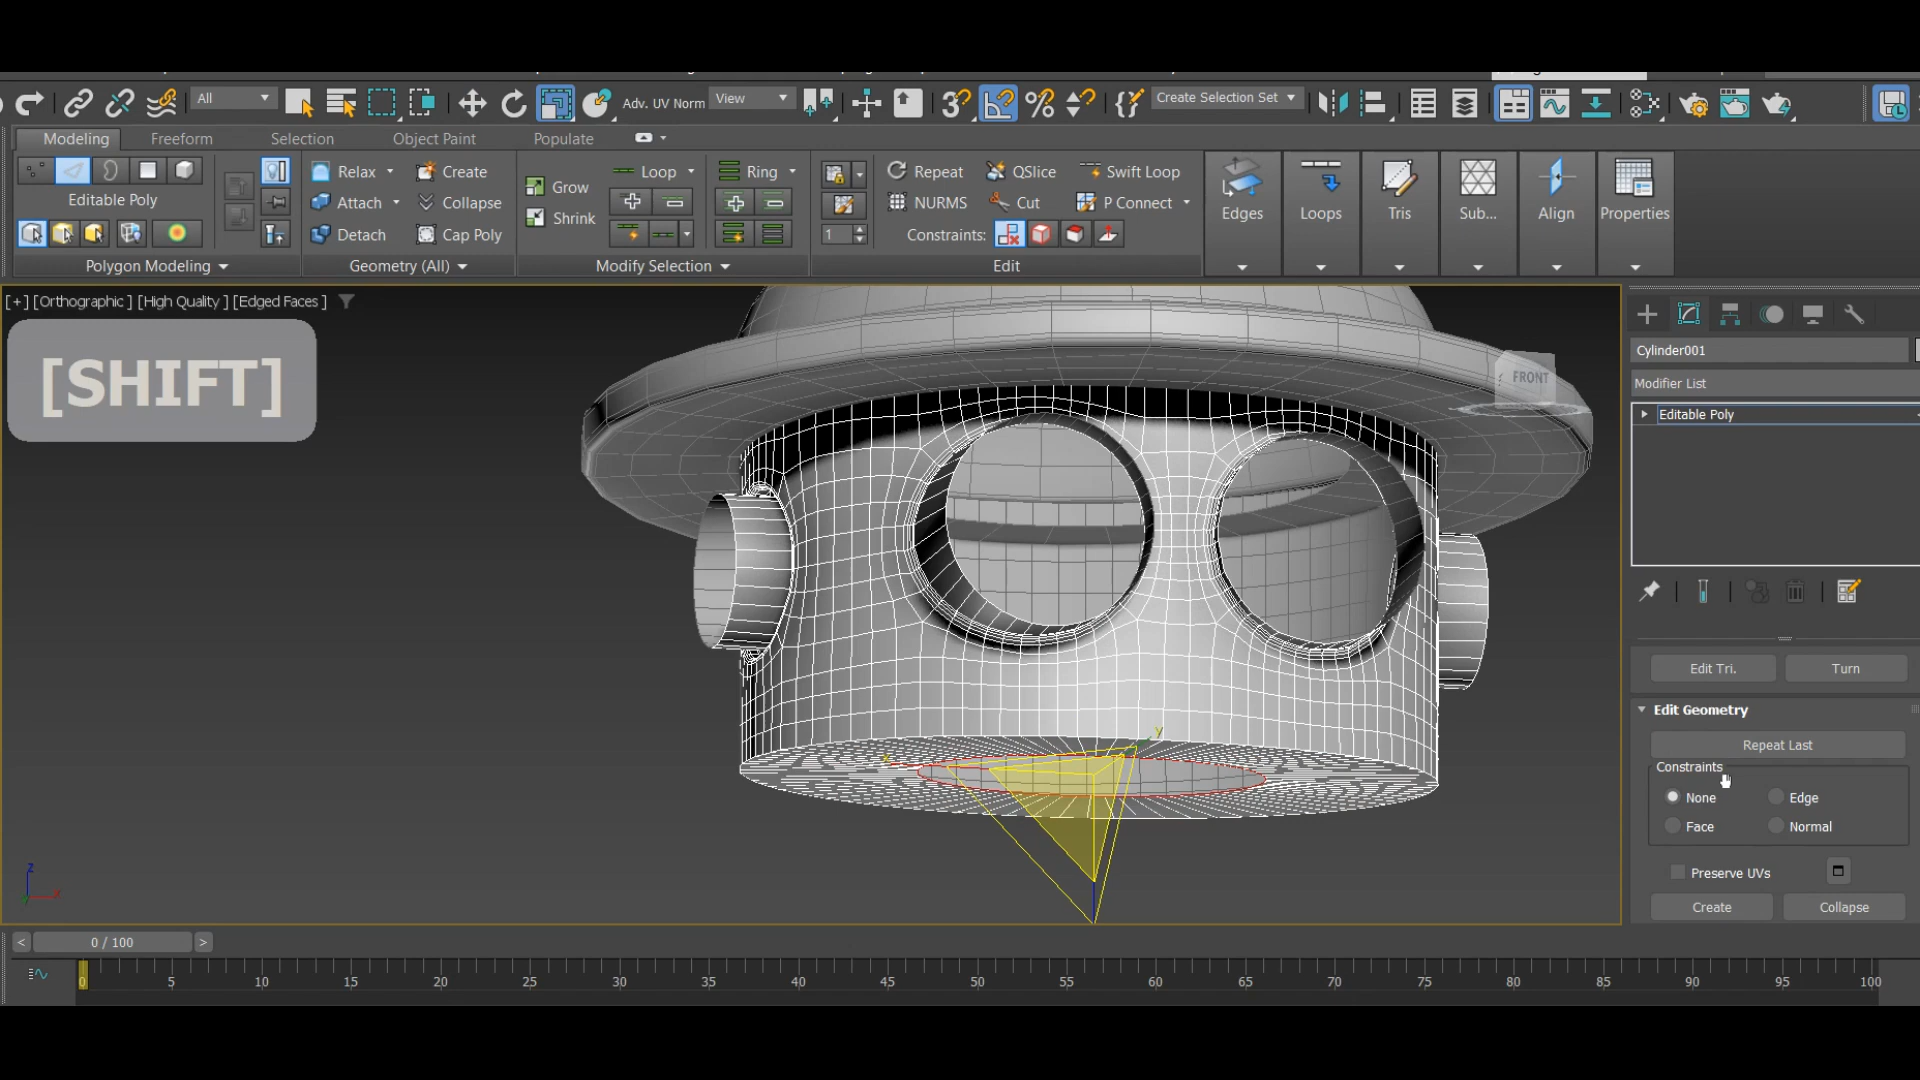 All
Adv. UV Norm
View
Create Selection Set
Modeling
Freeform
Selection
Object Paint
Populate
Editable Poly
Polygon Modeling
Relax
Create
Attach
Collapse
Detach
Cap Poly
Geometry (All)
Grow
Shrink
Loop
Ring
Modify Selection
1
Repeat
QSlice
Swift Loop
NURMS
Cut
P Connect
Constraints:
Edit
Edges
Loops
Tris
Sub...
Align
Properties
[+] [Orthographic ] [High Quality ] [Edged Faces ]
[SHIFT]
FRONT
y
x
z
Cylinder001
Modifier List
Editable Poly
Edit Tri.
Turn
Edit Geometry
Repeat Last
Constraints
None
Edge
Face
Normal
Preserve UVs
Create
Collapse
<
0 / 100
>
0
5
10
15
20
25
30
35
40
45
50
55
60
65
70
75
80
85
90
95
100